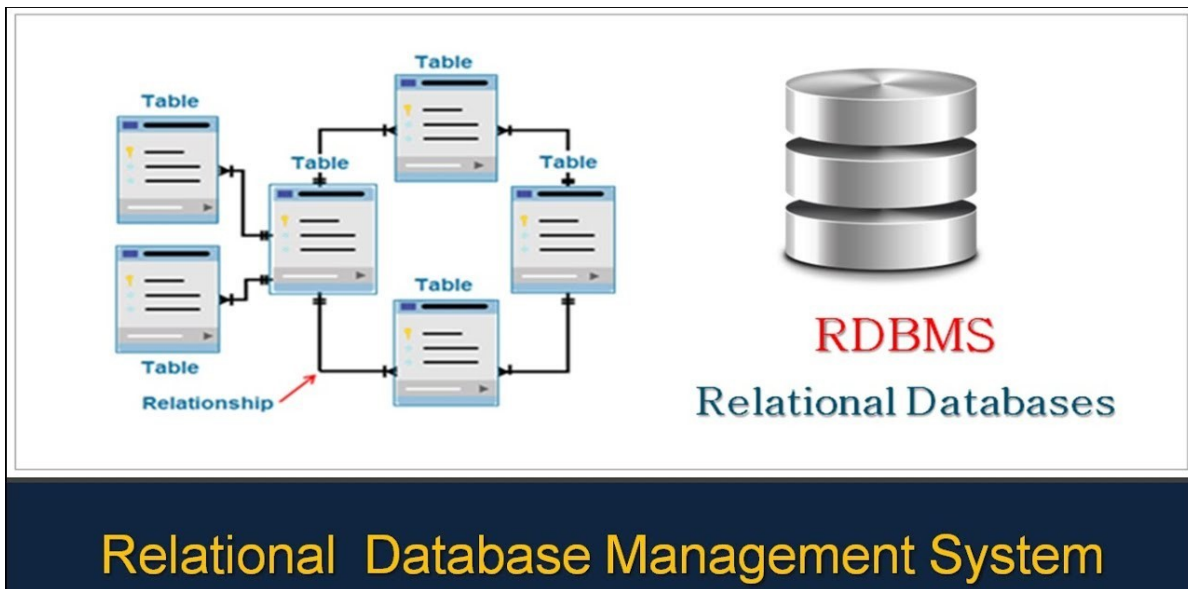 Table
Table
Table
Table
Table
Table
Relationship
RDBMS
Relational Databases
Relational Database Management System